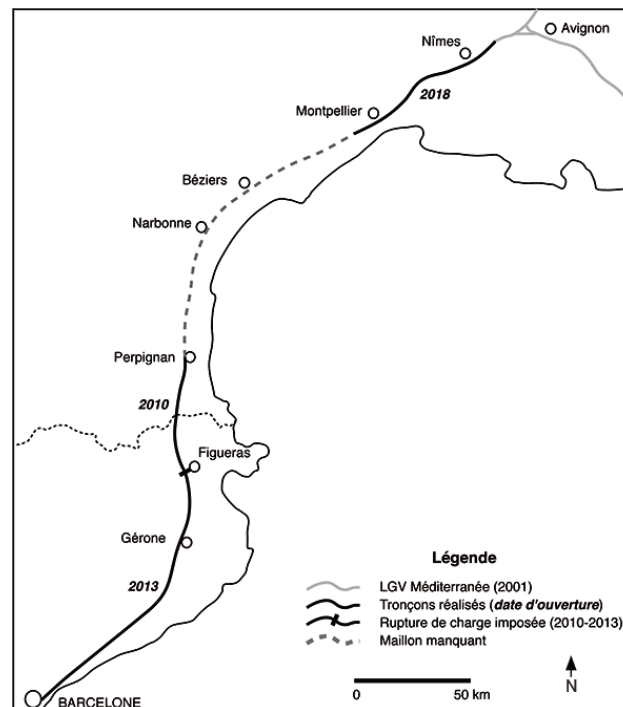 Avignon
Nîmes
2018
Montpellier
Béziers
Narbonne
Perpignan
2010
Figueras
Gérone
2013
BARCELONE
Légende
LGV Méditerranée (2001)
Tronçons réalisés (date d'ouverture)
Rupture de charge imposée (2010-2013)
Maillon manquant
0 50 km
N